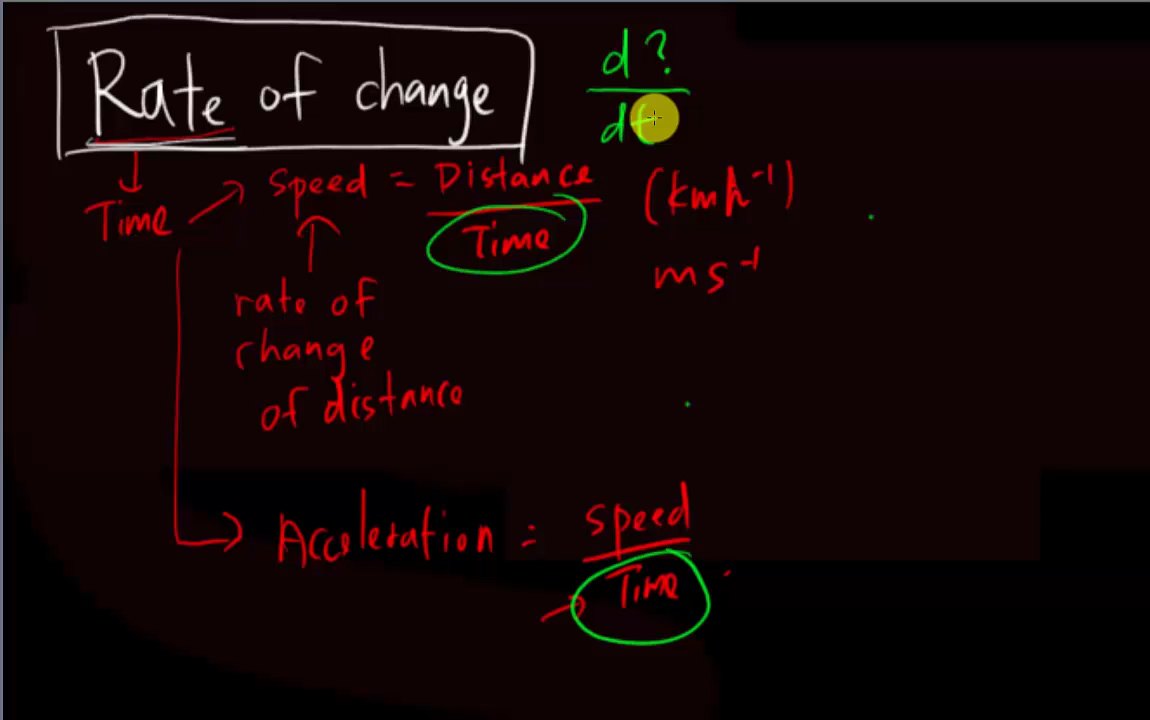 Rate of change
d?
dt
Time
Speed = Distance
Time
(kmh⁻¹)
ms⁻¹
rate of
change
of distance
Acceleration = speed
Time